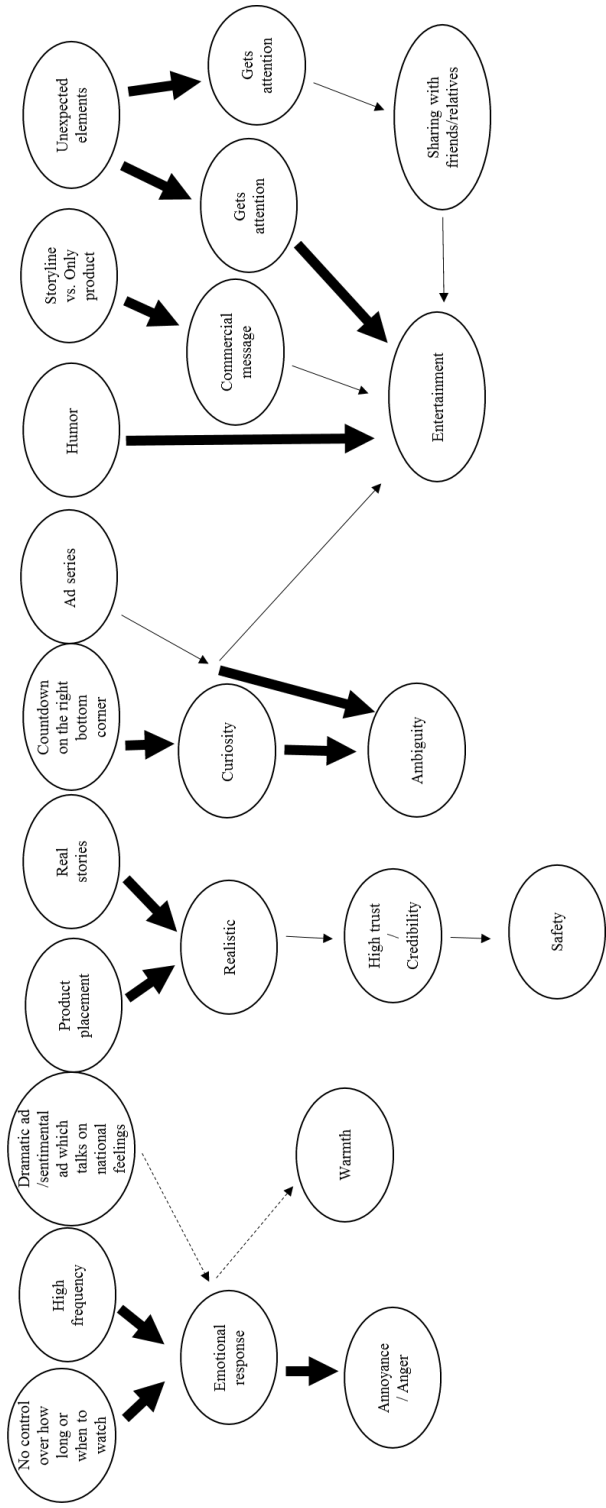 No control
over how
long or
when to
watch
High
frequency
Dramatic ad
/sentimental
ad which
talks on
national
feelings
Product
placement
Real
stories
Countdown
on the right
bottom
corner
Ad series
Humor
Storyline
vs. Only
product
Unexpected
elements
Emotional
response
Realistic
Curiosity
Commercial
message
Gets
attention
Gets
attention
Annoyance
/ Anger
Warmth
High trust
/
Credibility
Ambiguity
Entertainment
Sharing with
friends/relatives
Safety